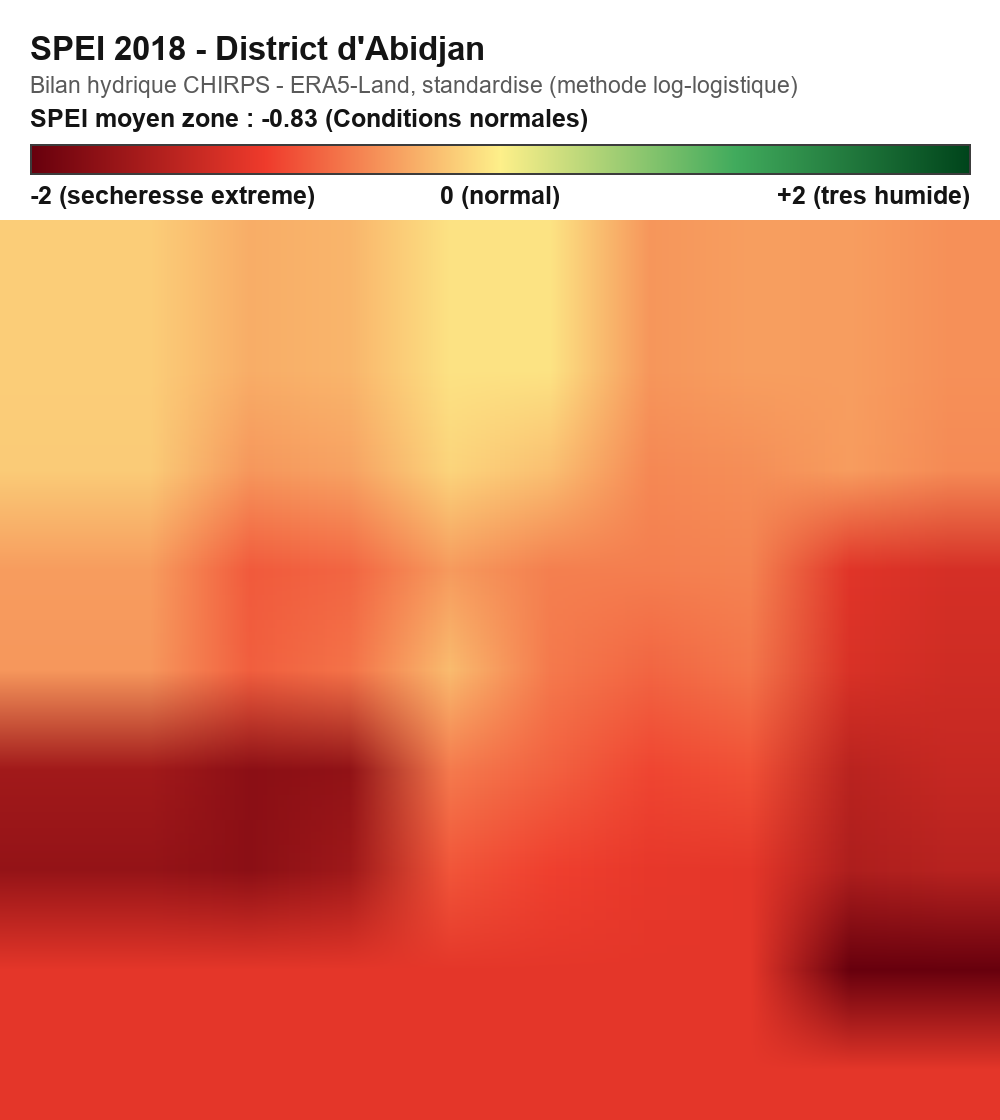 SPEI 2018 - District d'Abidjan
Bilan hydrique CHIRPS - ERA5-Land, standardise (methode log-logistique)
SPEI moyen zone : -0.83 (Conditions normales)
-2 (secheresse extreme) 0 (normal) +2 (tres humide)